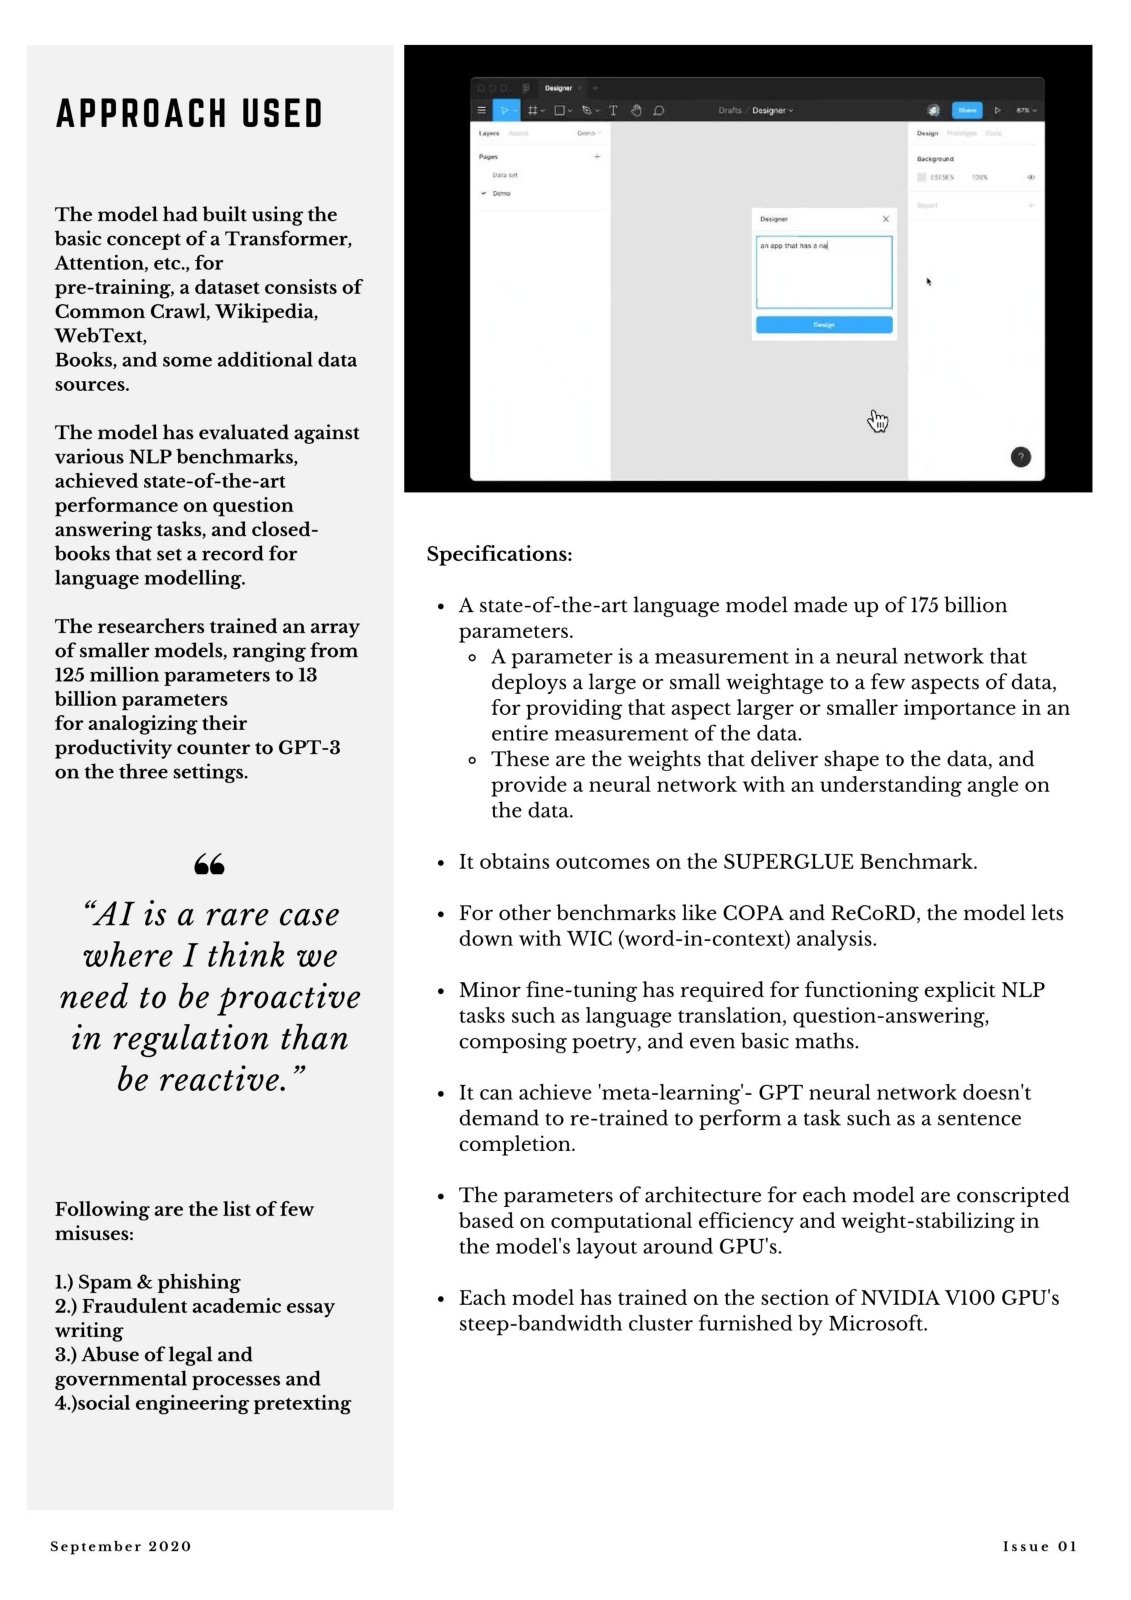 APPROACH USED
The model had built using the
basic concept of a Transformer,
Attention, etc., for
pre-training, a dataset consists of
Common Crawl, Wikipedia,
WebText,
Books, and some additional data
sources.
The model has evaluated against
various NLP benchmarks,
achieved state-of-the-art
performance on question
answering tasks, and closed-
books that set a record for
language modelling.
The researchers trained an array
of smaller models, ranging from
125 million parameters to 13
billion parameters
for analogizing their
productivity counter to GPT-3
on the three settings.
“AI is a rare case
where I think we
need to be proactive
in regulation than
be reactive.”
Following are the list of few
misuses:
1.) Spam & phishing
2.) Fraudulent academic essay
writing
3.) Abuse of legal and
governmental processes and
4.)social engineering pretexting
Designer
Drafts / Designer
Share
87%
Layers Assets Demo
Design Prototype Code
Pages
Background
Data set
100%
Demo
Export
Designer
an app that has a na
Design
?
Specifications:
• A state-of-the-art language model made up of 175 billion
parameters.
A parameter is a measurement in a neural network that
deploys a large or small weightage to a few aspects of data,
for providing that aspect larger or smaller importance in an
entire measurement of the data.
These are the weights that deliver shape to the data, and
provide a neural network with an understanding angle on
the data.
• It obtains outcomes on the SUPERGLUE Benchmark.
• For other benchmarks like COPA and ReCoRD, the model lets
down with WIC (word-in-context) analysis.
• Minor fine-tuning has required for functioning explicit NLP
tasks such as language translation, question-answering,
composing poetry, and even basic maths.
• It can achieve 'meta-learning'- GPT neural network doesn't
demand to re-trained to perform a task such as a sentence
completion.
• The parameters of architecture for each model are conscripted
based on computational efficiency and weight-stabilizing in
the model's layout around GPU's.
• Each model has trained on the section of NVIDIA V100 GPU's
steep-bandwidth cluster furnished by Microsoft.
September 2020
Issue 01